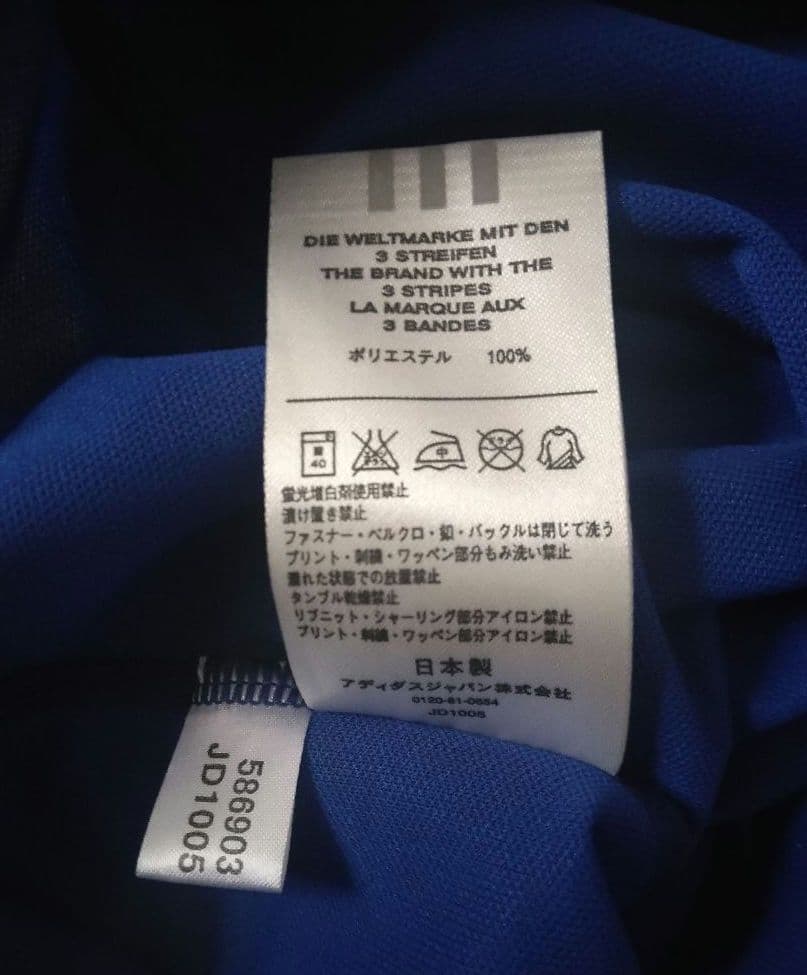 DIE WELTMARKE MIT DEN
3 STREIFEN
THE BRAND WITH THE
3 STRIPES
LA MARQUE AUX
3 BANDES
ポリエステル 100%
40 中
蛍光増白剤使用禁止
漬け置き禁止
ファスナー・ベルクロ・釦・バックルは閉じて洗う
プリント・刺繍・ワッペン部分もみ洗い禁止
濡れた状態での放置禁止
タンブル乾燥禁止
リブニット・シャーリング部分アイロン禁止
プリント・刺繍・ワッペン部分アイロン禁止
日本製
アディダスジャパン株式会社
0120-81-0654
JD1005
586903
JD1005